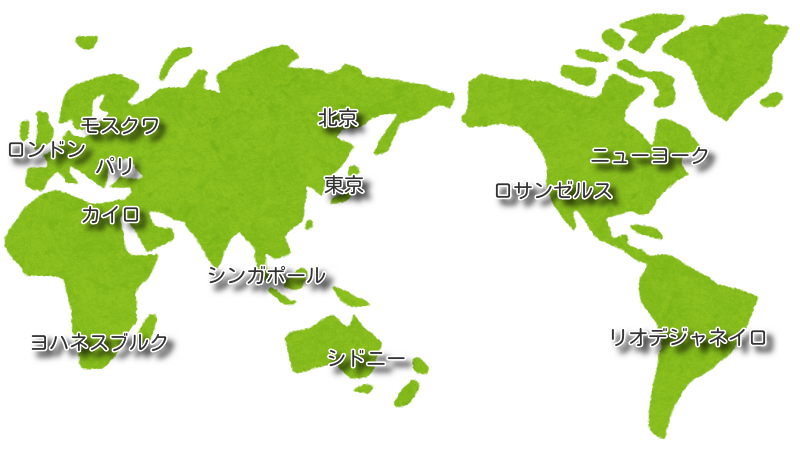 北京
モスクワ
ロンドン
ニューヨーク
パリ
東京
ロサンゼルス
カイロ
シンガポール
リオデジャネイロ
ヨハネスブルク
シドニー